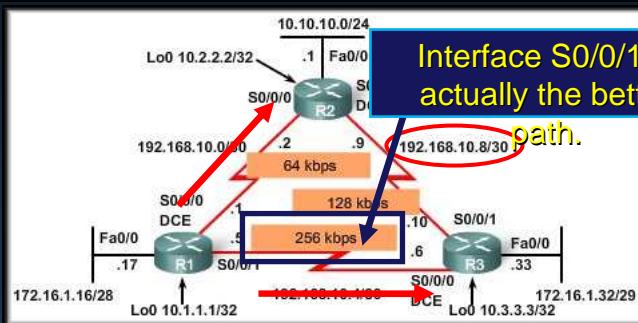 10.10.10.0/24
Lo0 10.2.2.2/32
.1 Fa0/0
Interface S0/0/1
actually the bett
path.
S0/0/0
R2
.2
.9
192.168.10.8/30
64 kbps
128 kbps
S0/0/0
DCE
.1
.10
S0/0/1
Fa0/0
.5
256 kbps
.6
Fa0/0
.17
R1
S0/0/1
R3
.33
S0/0/0
DCE
172.16.1.16/28
Lo0 10.1.1.1/32
Lo0 10.3.3.3/32
172.16.1.32/29